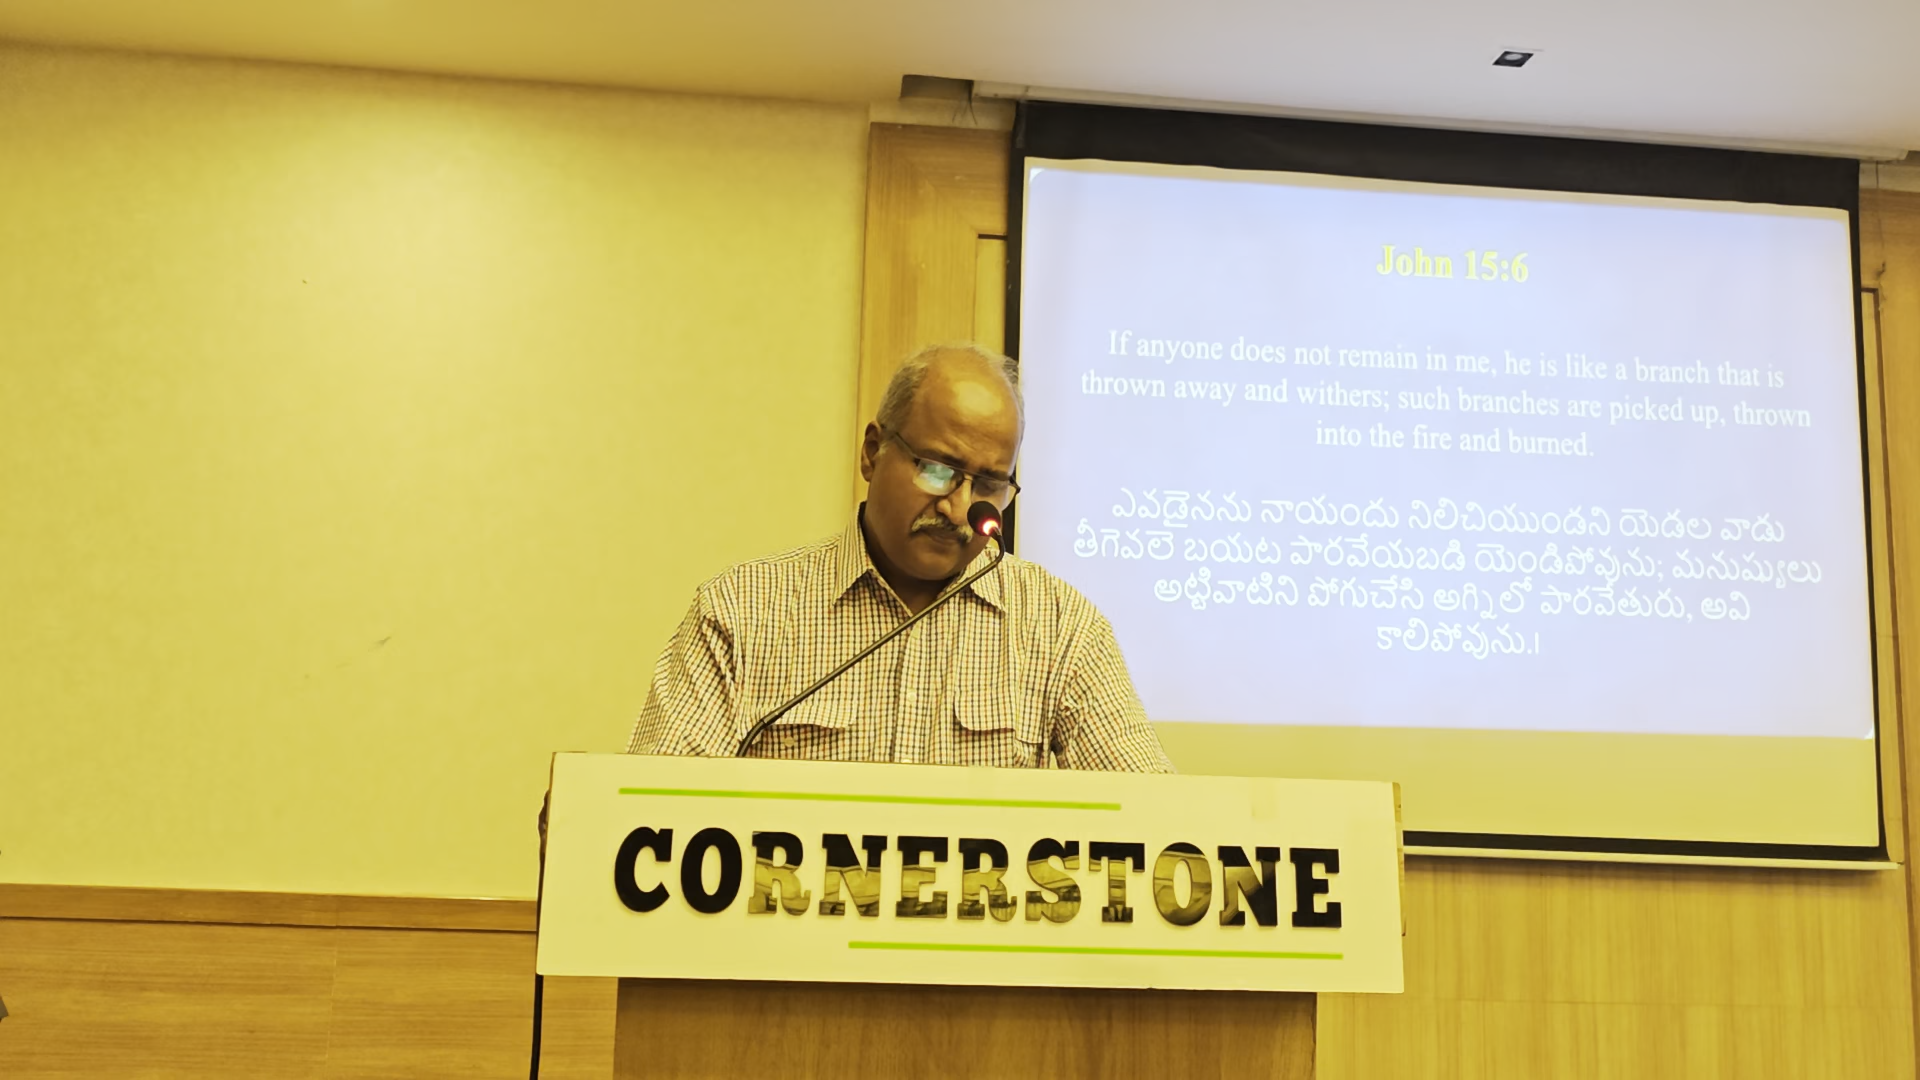 John 15:6
If anyone does not remain in me, he is like a branch that is
thrown away and withers; such branches are picked up, thrown
into the fire and burned.
ఎవడైనను నాయందు నిలిచియుండని యెడల వాడు
తీగెవలె బయట పారవేయబడి యెండిపోవును; మనుష్యులు
అట్టివాటిని పోగుచేసి అగ్నిలో పారవేతురు, అవి
కాలిపోవును.।
CORNERSTONE